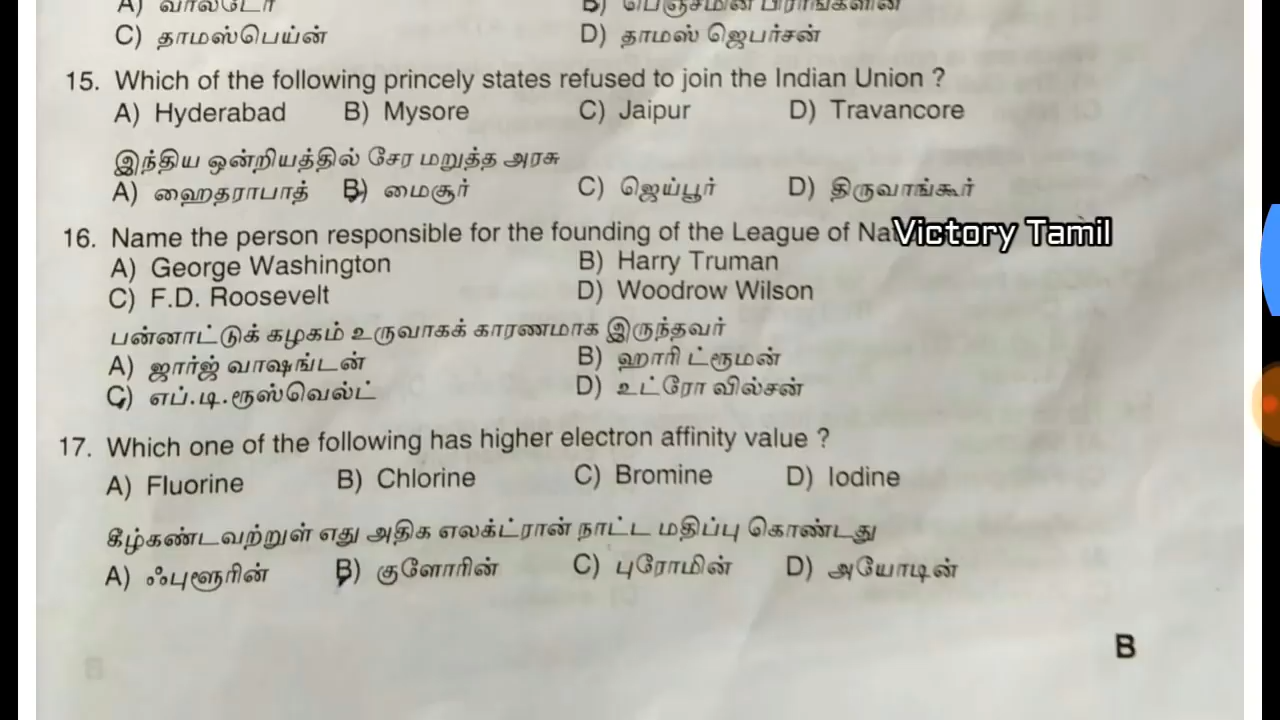 C) தாமஸ்பெய்ன் D) தாமஸ் ஜெபர்சன்
15. Which of the following princely states refused to join the Indian Union ?
A) Hyderabad B) Mysore C) Jaipur D) Travancore
இந்திய ஒன்றியத்தில் சேர மறுத்த அரசு
A) ஹைதராபாத் B) மைசூர் C) ஜெய்பூர் D) திருவாங்கூர்
16. Name the person responsible for the founding of the League of Nat
Victory Tamil
A) George Washington B) Harry Truman
C) F.D. Roosevelt D) Woodrow Wilson
பன்னாட்டுக் கழகம் உருவாகக் காரணமாக இருந்தவர்
A) ஜார்ஜ் வாஷங்டன் B) ஹாரி ட்ரூமன்
C) எப்.டி.ரூஸ்வெல்ட் D) உட்ரோ வில்சன்
17. Which one of the following has higher electron affinity value ?
A) Fluorine B) Chlorine C) Bromine D) Iodine
கீழ்கண்டவற்றுள் எது அதிக எலக்ட்ரான் நாட்ட மதிப்பு கொண்டது
A) ஃபுளூரின் B) குளோரின் C) புரோமின் D) அயோடின்
B